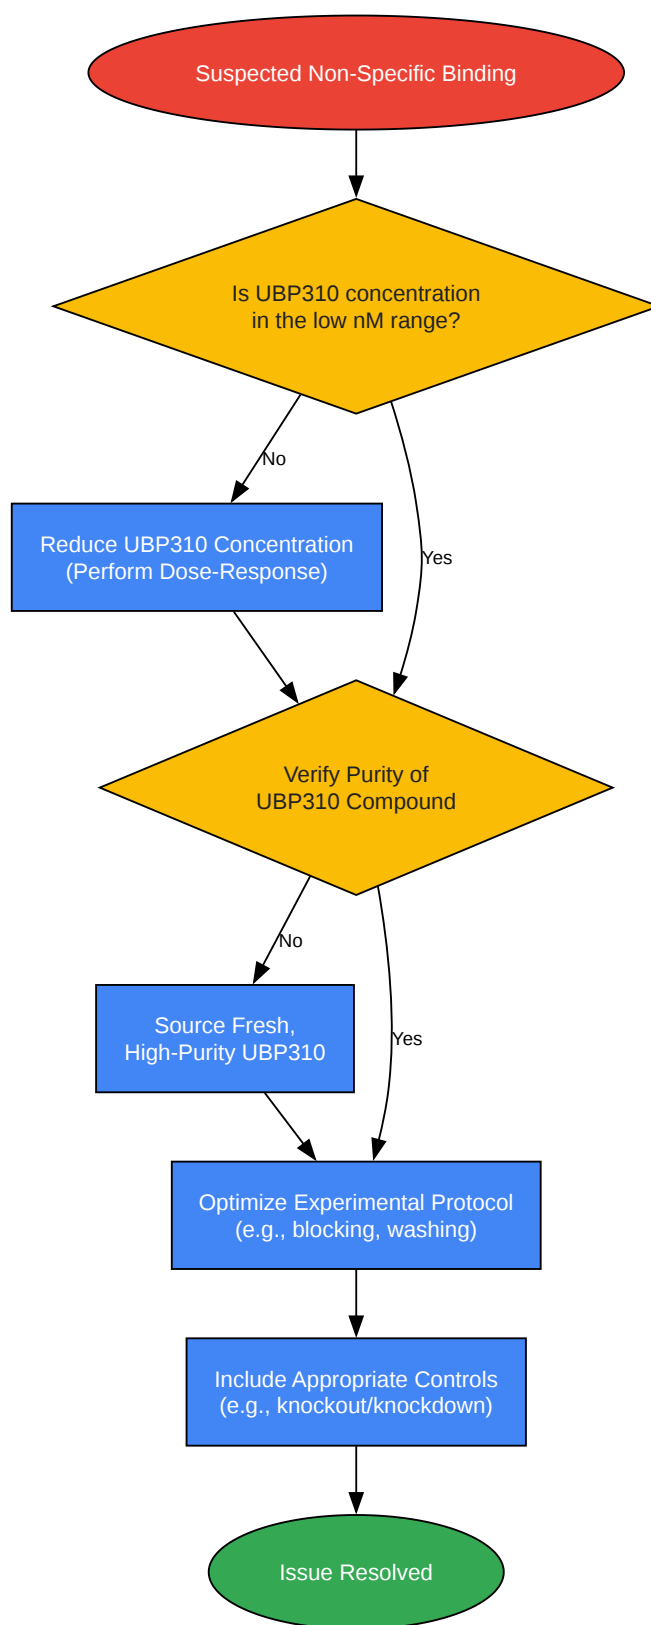 Suspected Non-Specific Binding
Is UBP310 concentration
in the low nM range?
No
Reduce UBP310 Concentration
(Perform Dose-Response)
Yes
Verify Purity of
UBP310 Compound
No
Source Fresh,
High-Purity UBP310
Yes
Optimize Experimental Protocol
(e.g., blocking, washing)
Include Appropriate Controls
(e.g., knockout/knockdown)
Issue Resolved